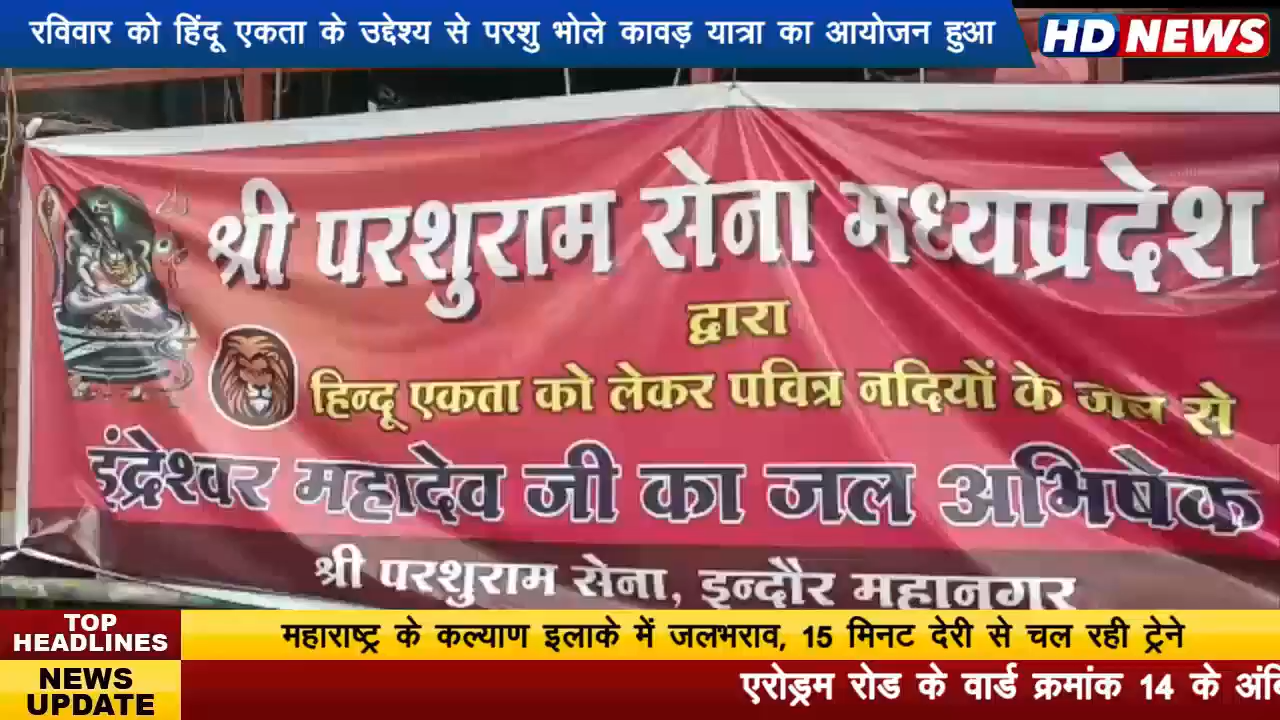 रविवार को हिंदू एकता के उद्देश्य से परशु भोले कावड़ यात्रा का आयोजन हुआ
HD NEWS
श्री परशुराम सेना मध्यप्रदेश
द्वारा
हिन्दू एकता को लेकर पवित्र नदियों के जल से
इंद्रेश्वर महादेव जी का जल अभिषेक
श्री परशुराम सेना, इन्दौर महानगर
TOP HEADLINES
महाराष्ट्र के कल्याण इलाके में जलभराव, 15 मिनट देरी से चल रही ट्रेने
NEWS UPDATE
एरोड्रम रोड के वार्ड क्रमांक 14 के